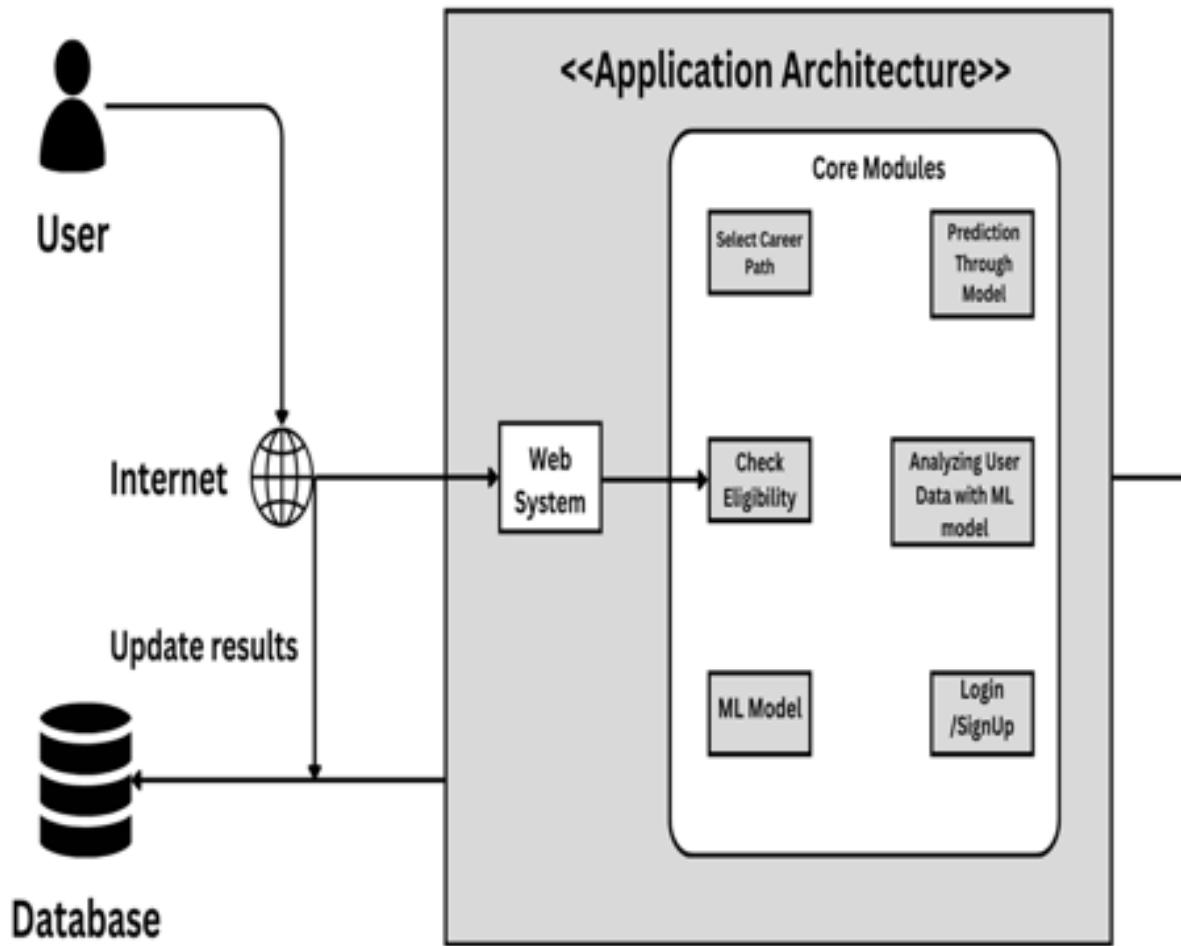 <<Application Architecture>>
Core Modules
User
Select Career
Path
Prediction
Through
Model
Internet
Web
System
Check
Eligibility
Analyzing User
Data with ML
model
Update results
ML Model
Login
/SignUp
Database